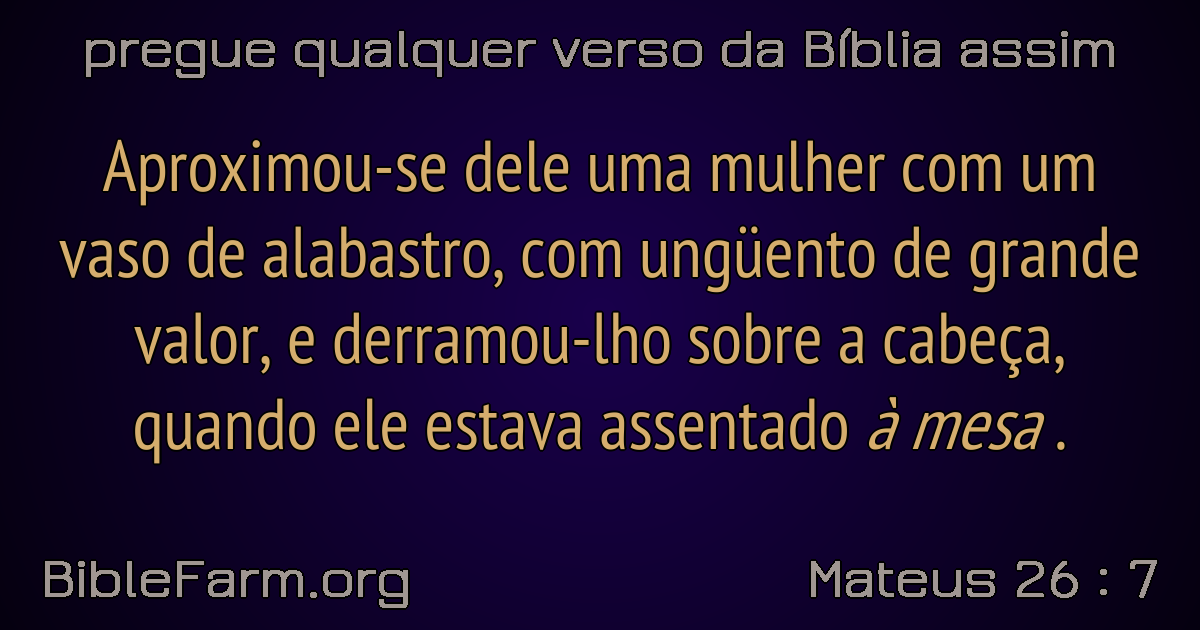 pregue qualquer verso da Bíblia assim
Aproximou-se dele uma mulher com um
vaso de alabastro, com ungüento de grande
valor, e derramou-lho sobre a cabeça,
quando ele estava assentado à mesa .
BibleFarm.org
Mateus 26 : 7